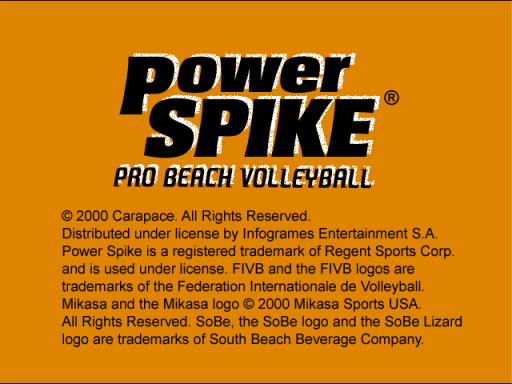 power
SPIKE®
PRO BEACH VOLLEYBALL
© 2000 Carapace. All Rights Reserved.
Distributed under license by Infogrames Entertainment S.A.
Power Spike is a registered trademark of Regent Sports Corp.
and is used under license. FIVB and the FIVB logos are
trademarks of the Federation Internationale de Volleyball.
Mikasa and the Mikasa logo © 2000 Mikasa Sports USA.
All Rights Reserved. SoBe, the SoBe logo and the SoBe Lizard
logo are trademarks of South Beach Beverage Company.